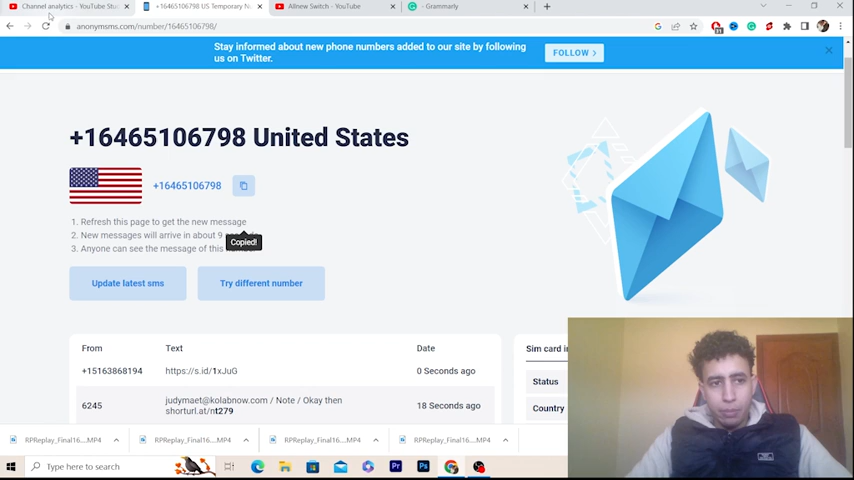 Channel analytics - YouTube Stu
+16465106798 US Temporary N
Allnew Switch - YouTube
- Grammarly
anonymsms.com/number/16465106798/
Stay informed about new phone numbers added to our site by following
us on Twitter.
FOLLOW
+16465106798 United States
+16465106798
1. Refresh this page to get the new message
2. New messages will arrive in about 9
3. Anyone can see the message of this
Copied!
Update latest sms
Try different number
From Text Date
+15163868194 https://s.id/1xJuG 0 Seconds ago
6245 judymaet@kolabnow.com / Note / Okay then
shorturl.at/nt279 18 Seconds ago
Sim card in
Status
Country
RPReplay_Final16....MP4
RPReplay_Final16....MP4
RPReplay_Final16....MP4
RPReplay_Final16....MP4
Type here to search
Pr
Ps